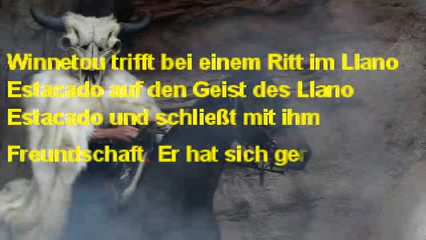 Winnetou trifft bei einem Ritt im Llano
Estacado auf den Geist des Llano
Estacado und schließt mit ihm
Freundschaft. Er hat sich ger